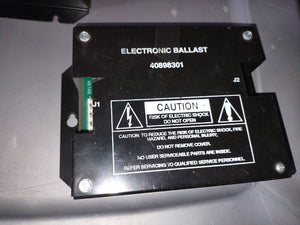 ELECTRONIC BALLAST
40898301
J2
J1
CAUTION
RISK OF ELECTRIC SHOCK
DO NOT OPEN
CAUTION: TO REDUCE THE RISK OF ELECTRIC SHOCK, FIRE
HAZARD, AND PERSONAL INJURY;
DO NOT REMOVE COVER.
NO USER SERVICEABLE PARTS ARE INSIDE.
REFER SERVICING TO QUALIFIED SERVICE PERSONNEL.